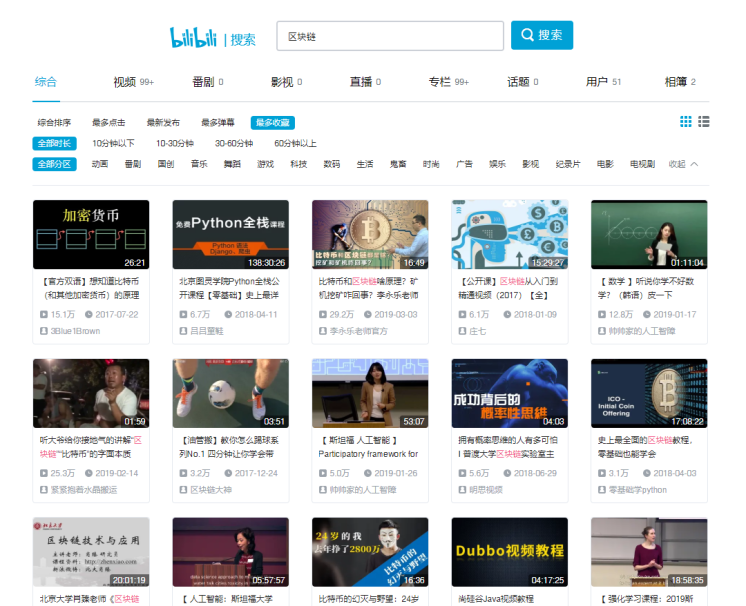 bilibili | 搜索
区块链
搜索
综合 视频 99+ 番剧 0 影视 0 直播 0 专栏 99+ 话题 0 用户 51 相簿 2
综合排序 最多点击 最新发布 最多弹幕 最多收藏
全部时长 10分钟以下 10-30分钟 30-60分钟 60分钟以上
全部分区 动画 番剧 国创 音乐 舞蹈 游戏 科技 数码 生活 鬼畜 时尚 广告 娱乐 影视 纪录片 电影 电视剧 收起
加密货币
26:21
免费Python全栈课程
Python 语法
Django、爬虫
138:30:26
比特币和区块链啥原理?
挖矿和矿机咋回事?
16:49
15:29:27
01:11:04
【官方双语】想知道比特币
(和其他加密货币)的原理
15.1万 2017-07-22
3Blue1Brown
北京图灵学院Python全栈公
开课程【零基础】史上最详
6.7万 2018-04-11
吕吕童鞋
比特币和区块链啥原理?矿
机挖矿咋回事?李永乐老师
29.2万 2019-03-03
李永乐老师官方
【公开课】区块链从入门到
精通视频(2017)【全】
6.1万 2018-01-09
庄七
【 数学 】听说你学不好数
学?(韩语)皮一下
12.8万 2019-01-17
帅帅家的人工智障
01:59
03:51
53:07
成功背后的
概率性思维
04:03
ICO -
Initial Coin
Offering
17:08:22
听大爷给你接地气的讲解"区
块链""比特币"的字面本质
25.3万 2019-02-14
紧紧抱着水晶搬运
【油管搬】教你怎么踢球系
列No.1 四分钟让你学会带
3.2万 2017-12-24
区块链大神
【 斯坦福 人工智能 】
Participatory framework for
5.0万 2019-01-26
帅帅家的人工智障
拥有概率思维的人有多可怕
I 普渡大学区块链实验室主
5.6万 2018-06-29
明思视频
史上最全面的区块链教程,
零基础也能学会
3.1万 2018-04-03
零基础学python
北京大学
区块链技术与应用
主讲老师:肖臻 研究员
http://zhenxiao.com
20:01:19
05:57:57
24岁的我
去年挣了2800万
比特币的
幻灭与野望
16:36
Dubbo视频教程
04:17:25
18:58:35
北京大学肖臻老师《区块链
【 人工智能:斯坦福大学
比特币的幻灭与野望:24岁
尚硅谷Java视频教程
【 强化学习课程:2019斯